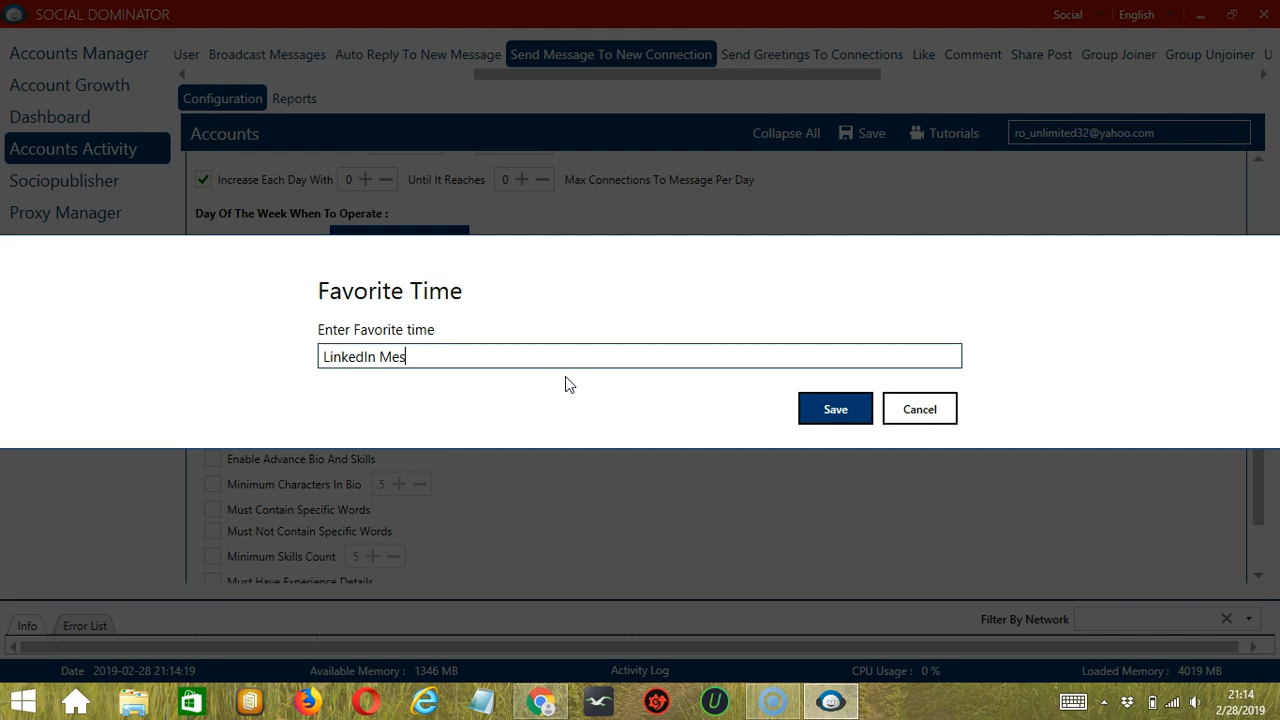 SOCIAL DOMINATOR
Social
English
Accounts Manager
Account Growth
Dashboard
Accounts Activity
Sociopublisher
Proxy Manager
User
Broadcast Messages
Auto Reply To New Message
Send Message To New Connection
Send Greetings To Connections
Like
Comment
Share Post
Group Joiner
Group Unjoiner
Configuration
Reports
Accounts
Collapse All
Save
Tutorials
ro_unlimited32@yahoo.com
Increase Each Day With 0 Until It Reaches 0 Max Connections To Message Per Day
Day Of The Week When To Operate :
Favorite Time
Enter Favorite time
LinkedIn Mes
Save
Cancel
Enable Advance Bio And Skills
Minimum Characters In Bio 5
Must Contain Specific Words
Must Not Contain Specific Words
Minimum Skills Count 5
Must Have Experience Details
Info
Error List
Filter By Network
Date 2019-02-28 21:14:19
Available Memory : 1346 MB
Activity Log
CPU Usage : 0 %
Loaded Memory : 4019 MB
21:14
2/28/2019